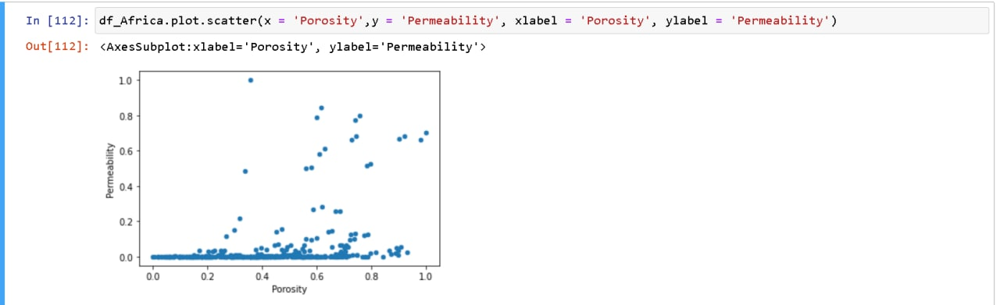 In [112]: df_Africa.plot.scatter(x = 'Porosity',y = 'Permeability', xlabel = 'Porosity', ylabel = 'Permeability')
Out[112]: <AxesSubplot:xlabel='Porosity', ylabel='Permeability'>
1.0
0.8
0.6
0.4
0.2
0.0
Permeability
0.0 0.2 0.4 0.6 0.8 1.0
Porosity